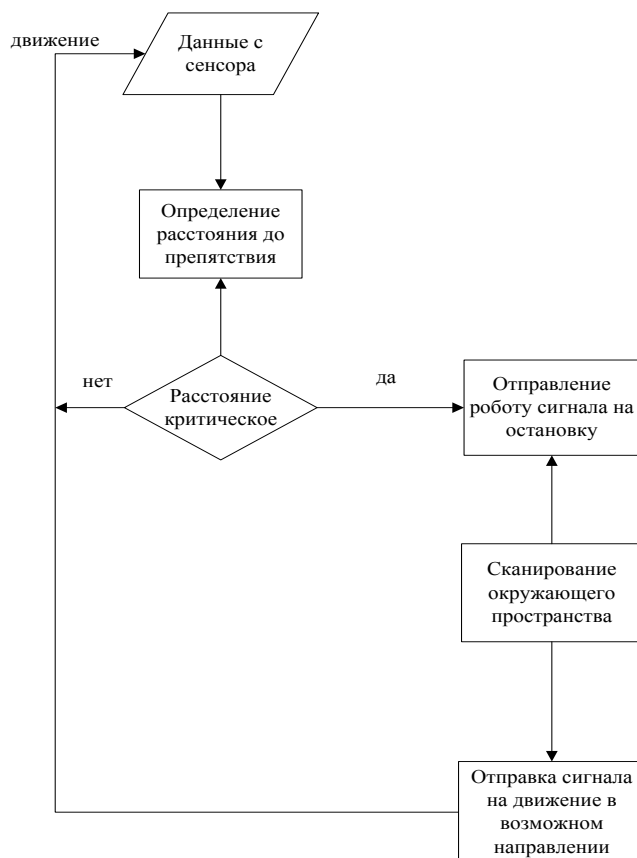 движение
Данные с
сенсора
Определение
расстояния до
препятствия
нет
Расстояние
критическое
да
Отправление
роботу сигнала на
остановку
Сканирование
окружающего
пространства
Отправка сигнала
на движение в
возможном
направлении